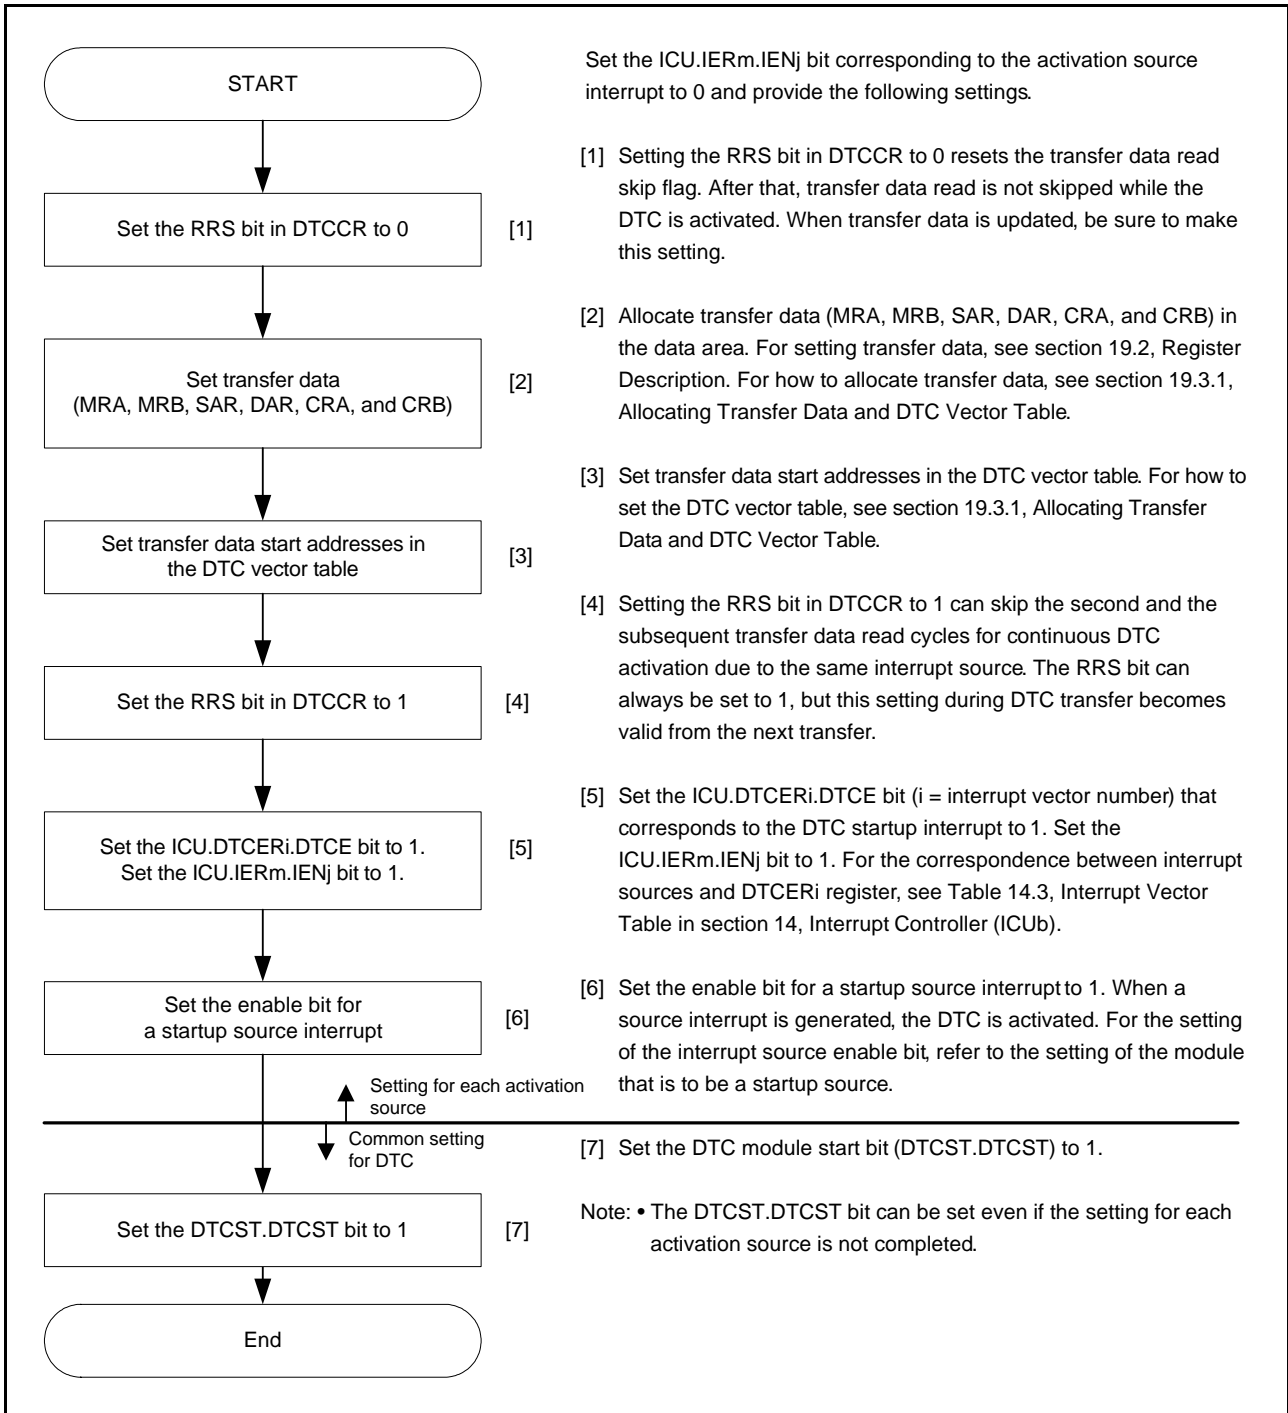 START
Set the RRS bit in DTCCR to 0
[1]
Set transfer data
(MRA, MRB, SAR, DAR, CRA, and CRB)
[2]
Set transfer data start addresses in
the DTC vector table
[3]
Set the RRS bit in DTCCR to 1
[4]
Set the ICU.DTCERi.DTCE bit to 1.
Set the ICU.IERm.IENj bit to 1.
[5]
Set the enable bit for
a startup source interrupt
[6]
Setting for each activation
source
Common setting
for DTC
Set the DTCST.DTCST bit to 1
[7]
End
Set the ICU.IERm.IENj bit corresponding to the activation source
interrupt to 0 and provide the following settings.
[1] Setting the RRS bit in DTCCR to 0 resets the transfer data read
skip flag. After that, transfer data read is not skipped while the
DTC is activated. When transfer data is updated, be sure to make
this setting.
[2] Allocate transfer data (MRA, MRB, SAR, DAR, CRA, and CRB) in
the data area. For setting transfer data, see section 19.2, Register
Description. For how to allocate transfer data, see section 19.3.1,
Allocating Transfer Data and DTC Vector Table.
[3] Set transfer data start addresses in the DTC vector table. For how to
set the DTC vector table, see section 19.3.1, Allocating Transfer
Data and DTC Vector Table.
[4] Setting the RRS bit in DTCCR to 1 can skip the second and the
subsequent transfer data read cycles for continuous DTC
activation due to the same interrupt source. The RRS bit can
always be set to 1, but this setting during DTC transfer becomes
valid from the next transfer.
[5] Set the ICU.DTCERi.DTCE bit (i = interrupt vector number) that
corresponds to the DTC startup interrupt to 1. Set the
ICU.IERm.IENj bit to 1. For the correspondence between interrupt
sources and DTCERi register, see Table 14.3, Interrupt Vector
Table in section 14, Interrupt Controller (ICUb).
[6] Set the enable bit for a startup source interrupt to 1. When a
source interrupt is generated, the DTC is activated. For the setting
of the interrupt source enable bit, refer to the setting of the module
that is to be a startup source.
[7] Set the DTC module start bit (DTCST.DTCST) to 1.
Note: • The DTCST.DTCST bit can be set even if the setting for each
activation source is not completed.